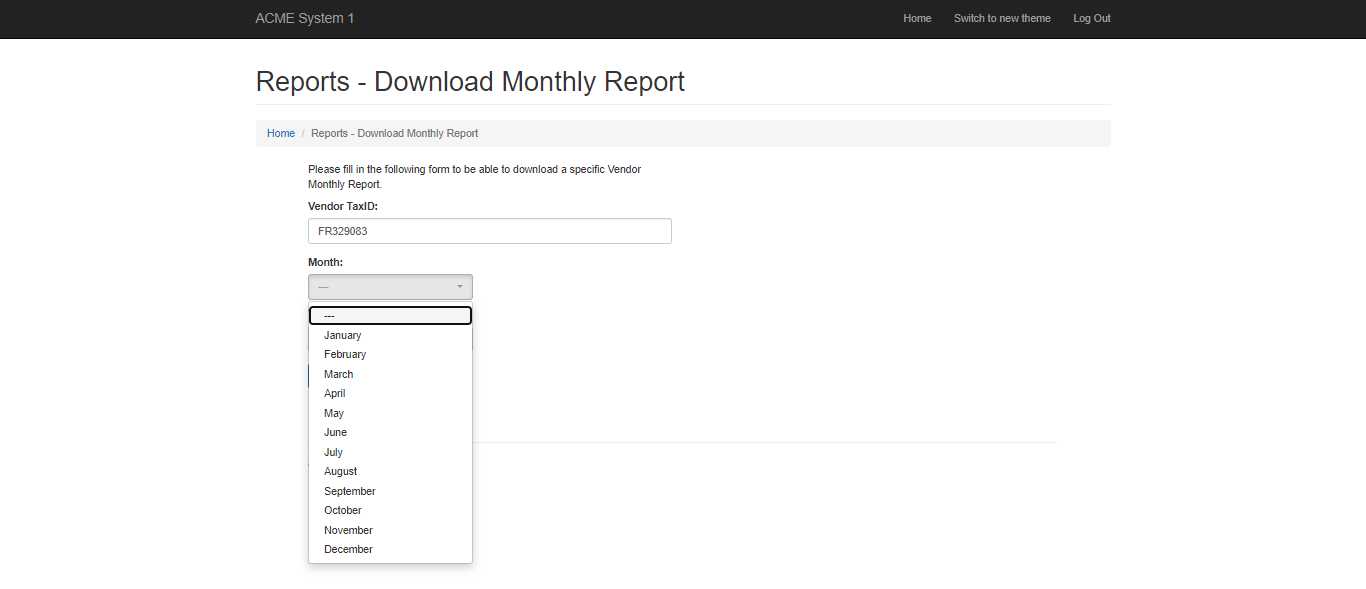 ACME System 1
Home
Switch to new theme
Log Out
Reports - Download Monthly Report
Home / Reports - Download Monthly Report
Please fill in the following form to be able to download a specific Vendor
Monthly Report.
Vendor TaxID:
FR329083
Month:
---
---
January
February
March
April
May
June
July
August
September
October
November
December